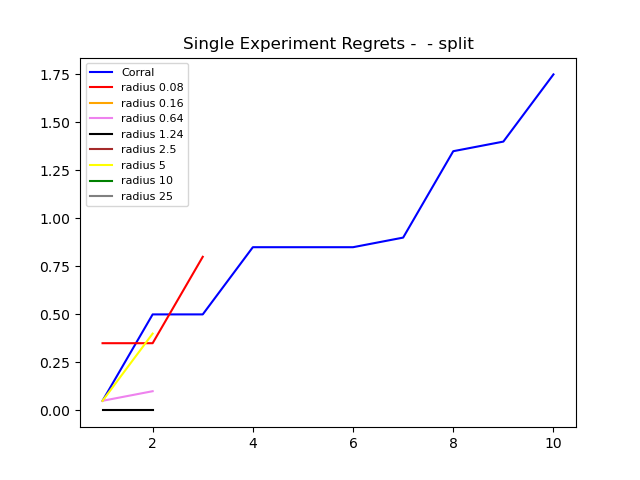 Single Experiment Regrets -  - split
1.75
1.50
1.25
1.00
0.75
0.50
0.25
0.00
Corral
radius 0.08
radius 0.16
radius 0.64
radius 1.24
radius 2.5
radius 5
radius 10
radius 25
2 4 6 8 10